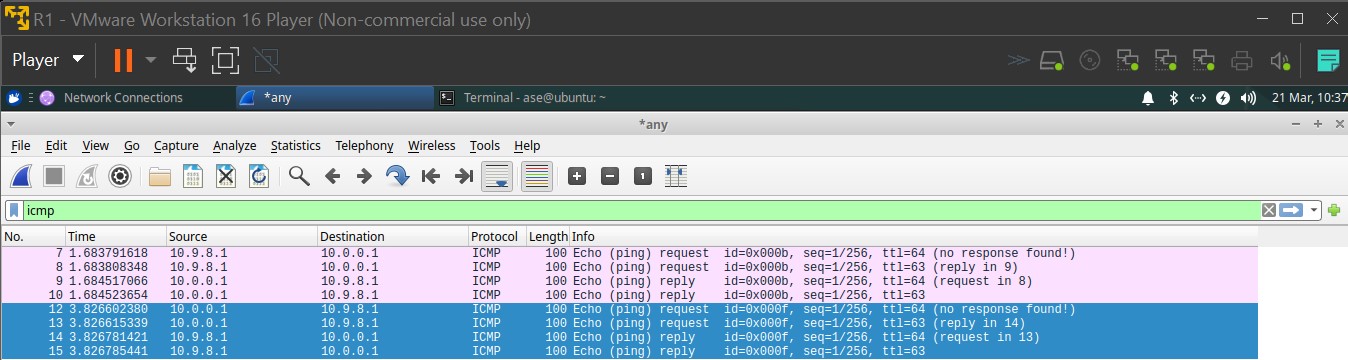 R1 - VMware Workstation 16 Player (Non-commercial use only)
Player
Network Connections *any Terminal - ase@ubuntu: ~ 21 Mar, 10:37
*any
File Edit View Go Capture Analyze Statistics Telephony Wireless Tools Help
icmp
No. Time Source Destination Protocol Length Info
7 1.683791618 10.9.8.1 10.0.0.1 ICMP 100 Echo (ping) request id=0x000b, seq=1/256, ttl=64 (no response found!)
8 1.683808348 10.9.8.1 10.0.0.1 ICMP 100 Echo (ping) request id=0x000b, seq=1/256, ttl=63 (reply in 9)
9 1.684517066 10.0.0.1 10.9.8.1 ICMP 100 Echo (ping) reply id=0x000b, seq=1/256, ttl=64 (request in 8)
10 1.684523654 10.0.0.1 10.9.8.1 ICMP 100 Echo (ping) reply id=0x000b, seq=1/256, ttl=63
12 3.826602380 10.0.0.1 10.9.8.1 ICMP 100 Echo (ping) request id=0x000f, seq=1/256, ttl=64 (no response found!)
13 3.826615339 10.0.0.1 10.9.8.1 ICMP 100 Echo (ping) request id=0x000f, seq=1/256, ttl=63 (reply in 14)
14 3.826781421 10.9.8.1 10.0.0.1 ICMP 100 Echo (ping) reply id=0x000f, seq=1/256, ttl=64 (request in 13)
15 3.826785441 10.9.8.1 10.0.0.1 ICMP 100 Echo (ping) reply id=0x000f, seq=1/256, ttl=63